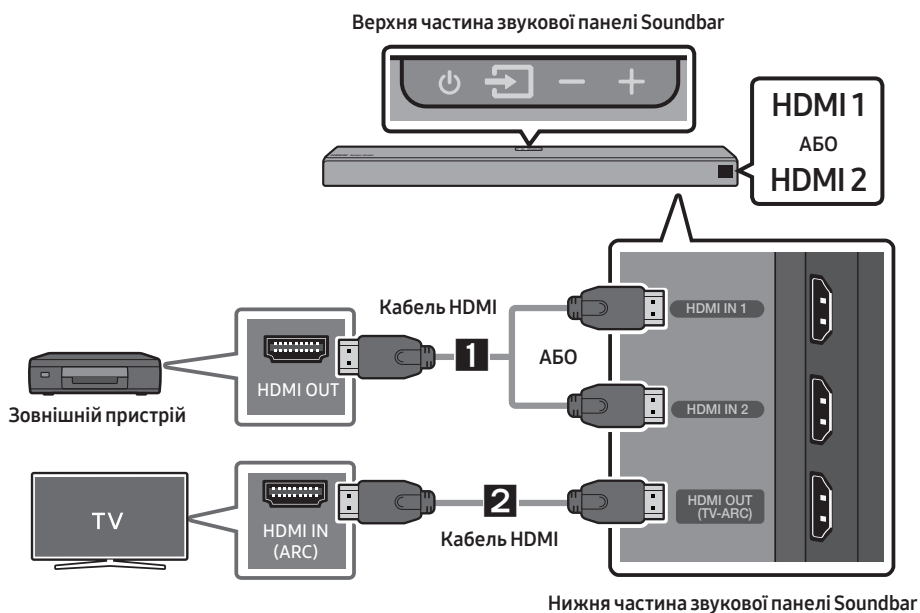 Верхня частина звукової панелі Soundbar
HDMI 1
АБО
HDMI 2
Кабель HDMI
HDMI IN 1
1
АБО
HDMI OUT
HDMI IN 2
Зовнішній пристрій
TV
HDMI IN
(ARC)
2
Кабель HDMI
HDMI OUT
(TV-ARC)
Нижня частина звукової панелі Soundbar